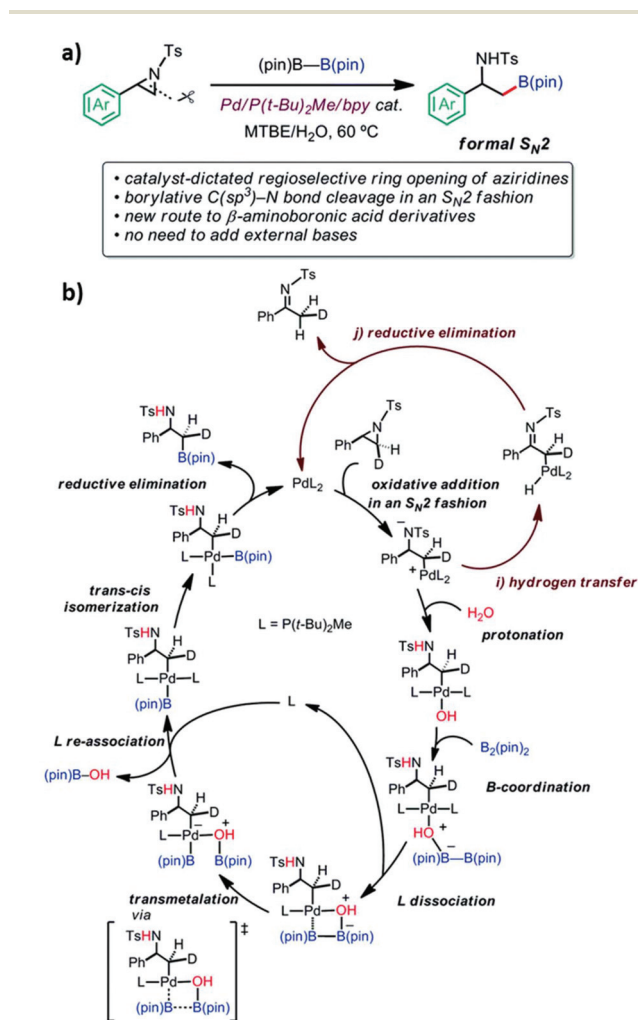 a)
Ts
N
Ar
(pin)B—B(pin)
Pd/P(t-Bu)2Me/bpy cat.
MTBE/H2O, 60 ºC
NHTs
Ar
B(pin)
formal SN2
• catalyst-dictated regioselective ring opening of aziridines
• borylative C(sp3)–N bond cleavage in an SN2 fashion
• new route to β-aminoboronic acid derivatives
• no need to add external bases
b)
Ts
N
H
Ph
D
H
j) reductive elimination
TsHN
H
Ph
D
B(pin)
reductive elimination
PdL2
Ts
N
Ph
H
D
oxidative addition
in an SN2 fashion
Ts
N
H
Ph
D
PdL2
H
–
NTs
H
Ph
D
+
PdL2
i) hydrogen transfer
H2O
protonation
TsHN
H
Ph
D
L–Pd–L
OH
B2(pin)2
B-coordination
TsHN
H
Ph
D
L–Pd–L
+
HO
–
(pin)B–B(pin)
L dissociation
TsHN
H
Ph
D
+
L–Pd–OH
–
(pin)B–B(pin)
transmetalation
via
TsHN
H
Ph
D
L–Pd–OH
(pin)B B(pin)
‡
TsHN
H
Ph
D
– +
L–Pd–OH
(pin)B B(pin)
L re-association
(pin)B–OH
L
TsHN
H
Ph
D
L–Pd–L
(pin)B
trans-cis
isomerization
TsHN
H
Ph
D
L–Pd–B(pin)
L
L = P(t-Bu)2Me